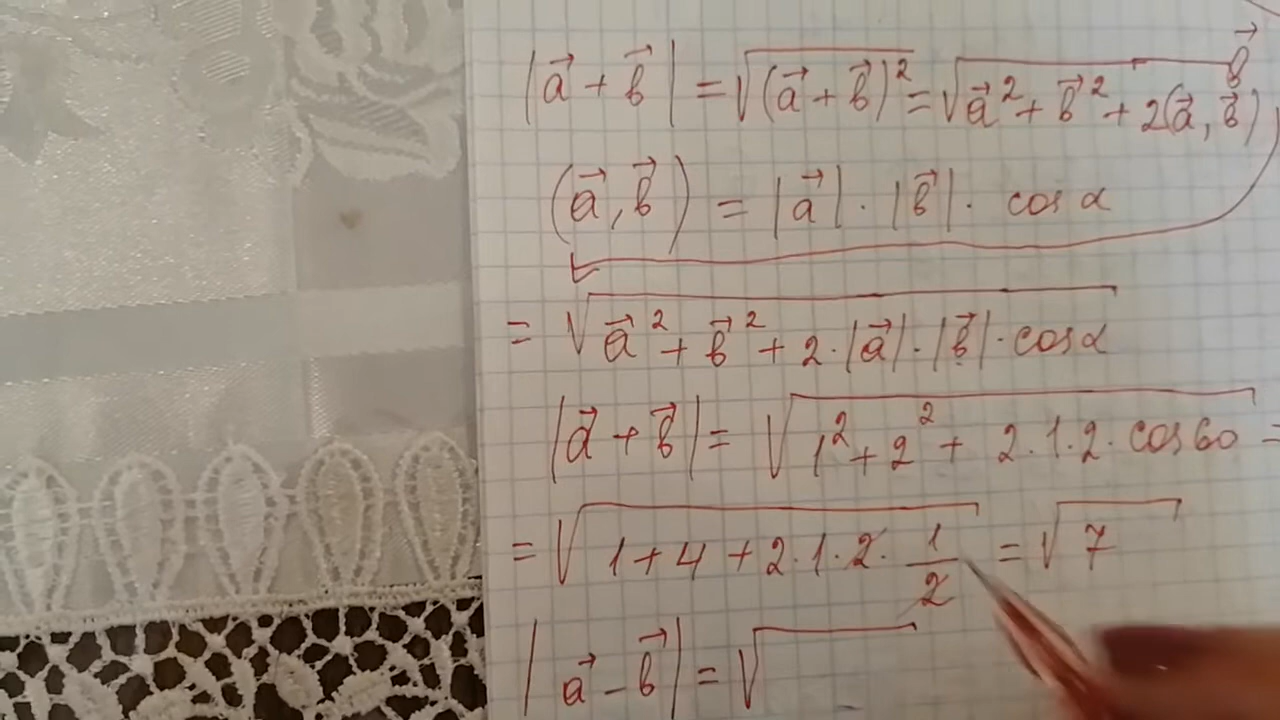 |a⃗ + b⃗| = √(a⃗ + b⃗)² = √a⃗² + b⃗² + 2(a⃗, b⃗)
(a⃗, b⃗) = |a⃗| · |b⃗| · cos α
= √a⃗² + b⃗² + 2 · |a⃗| · |b⃗| · cos α
|a⃗ + b⃗| = √1² + 2² + 2 · 1 · 2 · cos 60 =
= √1 + 4 + 2 · 1 · 2 · 1/2 = √7
|a⃗ - b⃗| = √